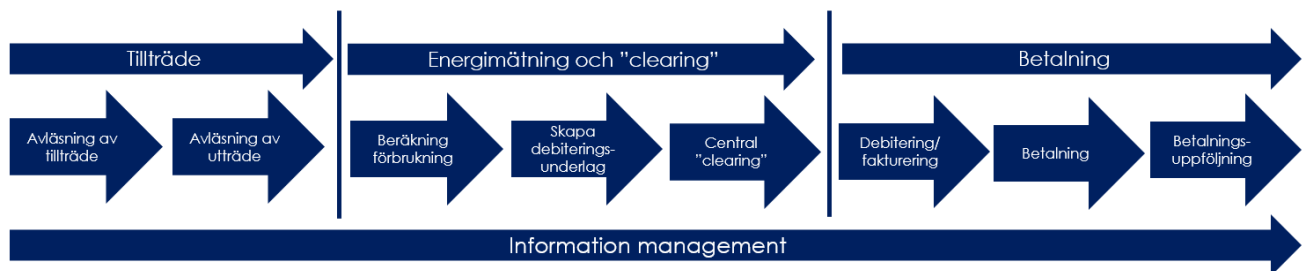 Tillträde
Energimätning och ”clearing”
Betalning
Avläsning av
tillträde
Avläsning av
utträde
Beräkning
förbrukning
Skapa
debiterings-
underlag
Central
”clearing”
Debitering/
fakturering
Betalning
Betalnings-
uppföljning
Information management